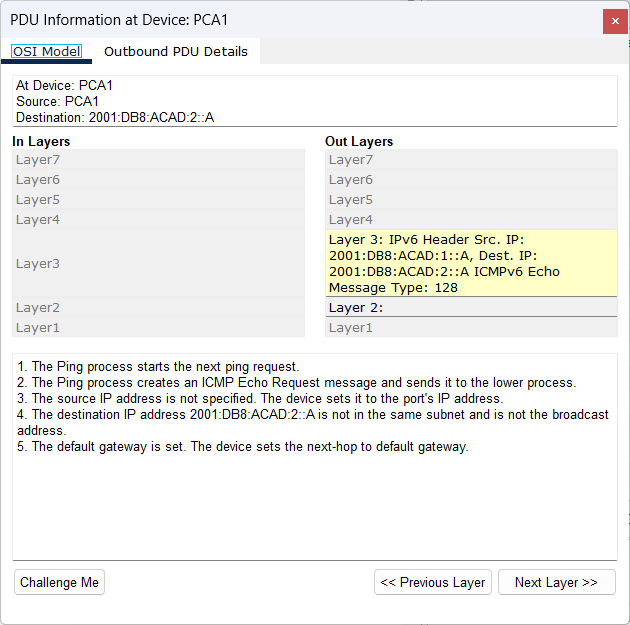 PDU Information at Device: PCA1
×
OSI Model
Outbound PDU Details
At Device: PCA1
Source: PCA1
Destination: 2001:DB8:ACAD:2::A
In Layers
Out Layers
Layer7
Layer7
Layer6
Layer6
Layer5
Layer5
Layer4
Layer4
Layer3
Layer 3: IPv6 Header Src. IP:
2001:DB8:ACAD:1::A, Dest. IP:
2001:DB8:ACAD:2::A ICMPv6 Echo
Message Type: 128
Layer2
Layer 2:
Layer1
Layer1
1. The Ping process starts the next ping request.
2. The Ping process creates an ICMP Echo Request message and sends it to the lower process.
3. The source IP address is not specified. The device sets it to the port's IP address.
4. The destination IP address 2001:DB8:ACAD:2::A is not in the same subnet and is not the broadcast
address.
5. The default gateway is set. The device sets the next-hop to default gateway.
Challenge Me
<< Previous Layer
Next Layer >>